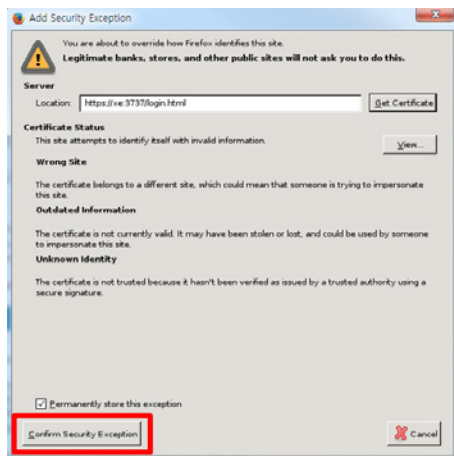 Add Security Exception
You are about to override how Firefox identifies this site.
Legitimate banks, stores, and other public sites will not ask you to
do this.
Server
Location: https://xe:3737/login.html Get Certificate
Certificate Status
This site attempts to identify itself with invalid information. View...
Wrong Site
The certificate belongs to a different site, which could mean that someone is trying to impersonate
this site.
Outdated Information
The certificate is not currently valid. It may have been stolen or lost, and could be used by someone
to impersonate this site.
Unknown Identity
The certificate is not trusted because it hasn't been verified as issued by a trusted authority using a
secure signature.
Permanently store this exception
Confirm Security Exception Cancel